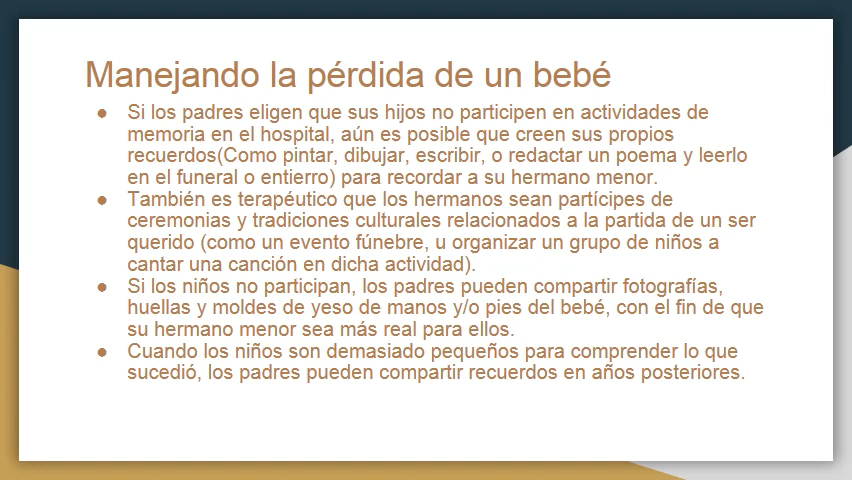 Manejando la pérdida de un bebé
● Si los padres eligen que sus hijos no participen en actividades de
memoria en el hospital, aún es posible que creen sus propios
recuerdos(Como pintar, dibujar, escribir, o redactar un poema y leerlo
en el funeral o entierro) para recordar a su hermano menor.
● También es terapéutico que los hermanos sean partícipes de
ceremonias y tradiciones culturales relacionados a la partida de un ser
querido (como un evento fúnebre, u organizar un grupo de niños a
cantar una canción en dicha actividad).
● Si los niños no participan, los padres pueden compartir fotografías,
huellas y moldes de yeso de manos y/o pies del bebé, con el fin de que
su hermano menor sea más real para ellos.
● Cuando los niños son demasiado pequeños para comprender lo que
sucedió, los padres pueden compartir recuerdos en años posteriores.